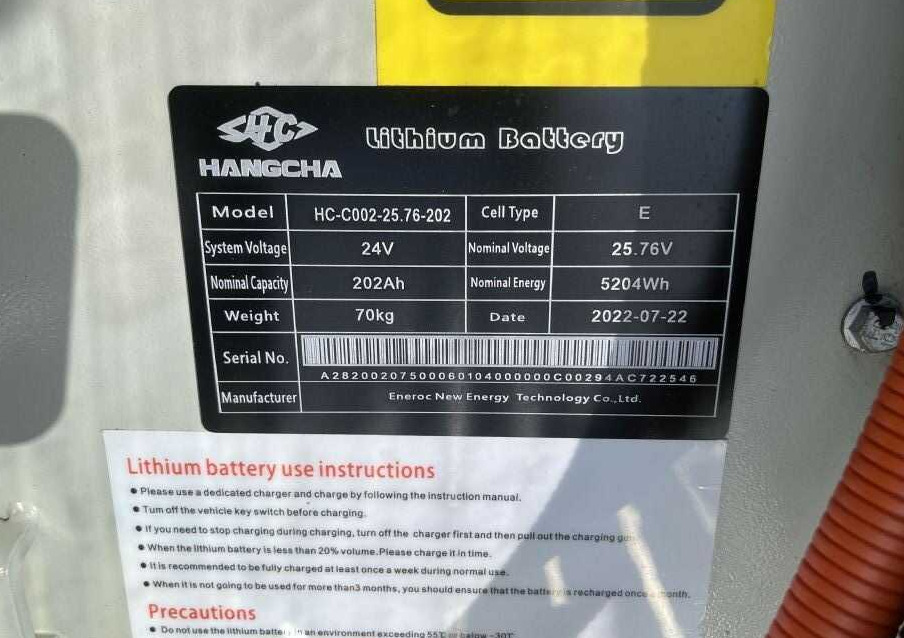 HC
HANGCHA
Lithium Battery
Model HC-C002-25.76-202 Cell Type E
System Voltage 24V Nominal Voltage 25.76V
Nominal Capacity 202Ah Nominal Energy 5204Wh
Weight 70kg Date 2022-07-22
Serial No.
A28200207500060104000000C00294AC722546
Manufacturer Eneroc New Energy Technology Co.,Ltd.
Lithium battery use instructions
● Please use a dedicated charger and charge by following the instruction manual.
● Turn off the vehicle key switch before charging.
● If you need to stop charging during charging, turn off the charger first and then pull out the charging
● When the lithium battery is less than 20% volume. Please charge it in time.
● It is recommended to be fully charged at least once a week during normal use.
● When it is not going to be used for more than3 months, you should ensure that the battery is recharged once a month.
Precautions
● Do not use the lithium battery in an environment exceeding 55℃ or below -30℃